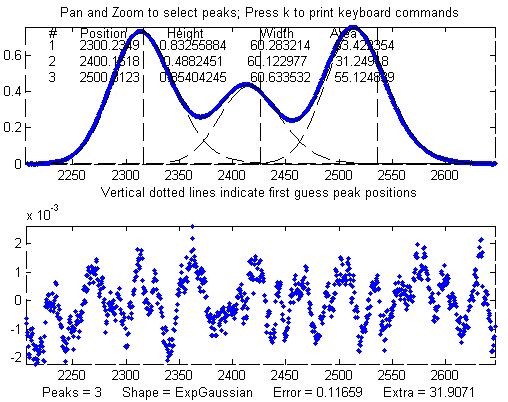 Pan and Zoom to select peaks; Press k to print keyboard commands
# Position Height Width Area
1 2300.2349 0.83255884 60.283214 53.423354
2 2400.1518 0.4882451 60.122977 31.24918
3 2500.0123 0.85404245 60.633532 55.124839
0.6
0.4
0.2
0
2250 2300 2350 2400 2450 2500 2550 2600
Vertical dotted lines indicate first guess peak positions
x 10-3
2
1
0
-1
-2
2250 2300 2350 2400 2450 2500 2550 2600
Peaks = 3 Shape = ExpGaussian Error = 0.11659 Extra = 31.9071